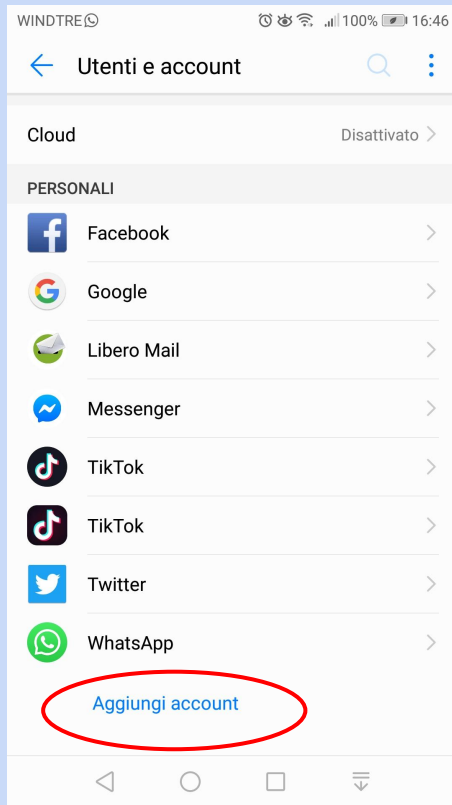 WINDTRE 100% 16:46
Utenti e account
Cloud Disattivato
PERSONALI
Facebook
Google
Libero Mail
Messenger
TikTok
TikTok
Twitter
WhatsApp
Aggiungi account